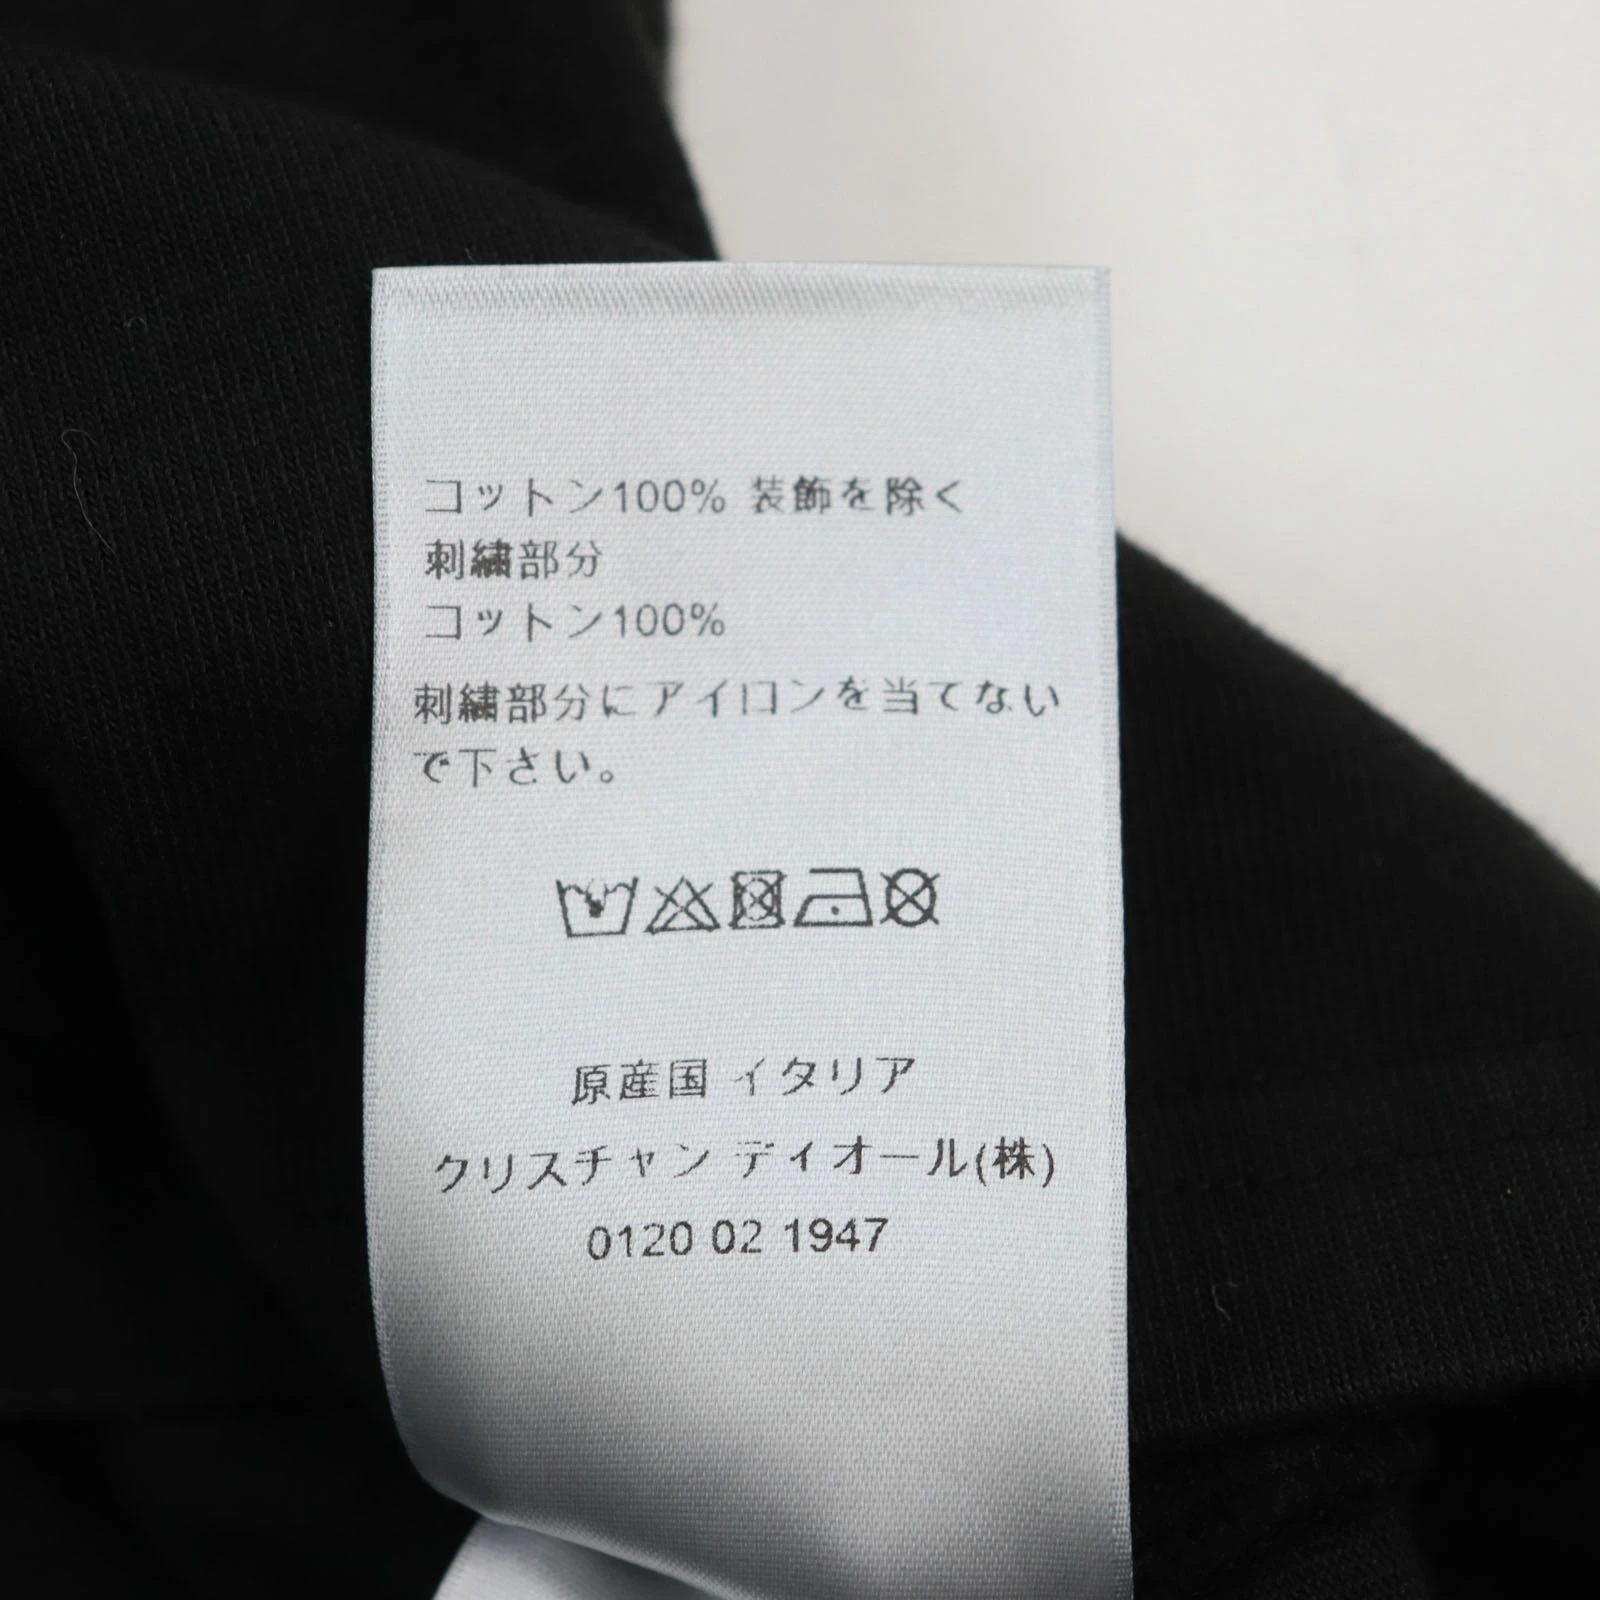 コットン100% 装飾を除く
刺繍部分
コットン100%
刺繍部分にアイロンを当てない
で下さい。
原産国 イタリア
クリスチャン ディオール(株)
0120 02 1947